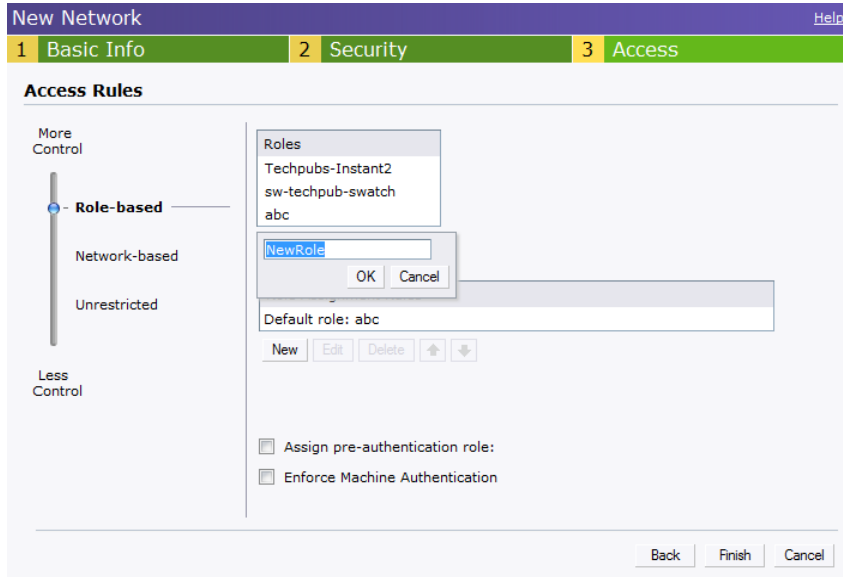 New Network
Help
1 Basic Info
2 Security
3 Access
Access Rules
More
Control
Role-based
Network-based
Unrestricted
Less
Control
Roles
Techpubs-Instant2
sw-techpub-swatch
abc
NewRole
OK Cancel
Default role: abc
New Edit Delete
Assign pre-authentication role:
Enforce Machine Authentication
Back Finish Cancel